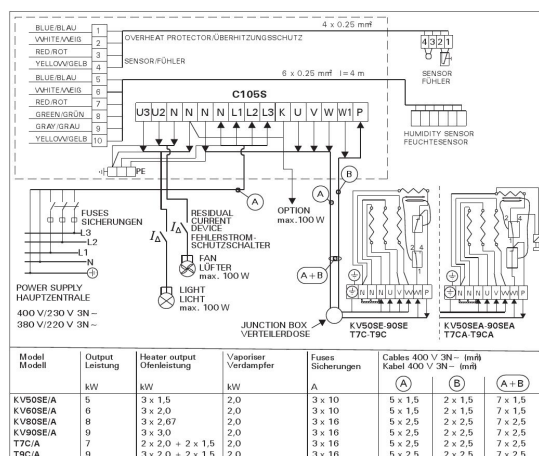 BLUE/BLAU 1
WHITE/WEIß 2
RED/ROT 3
YELLOW/GELB 4
BLUE/BLAU 5
WHITE/WEIß 6
RED/ROT 7
GREEN/GRÜN 8
GRAY/GRAU 9
YELLOW/GELB 10
OVERHEAT PROTECTOR/ÜBERHITZUNGSSCHUTZ
SENSOR/FÜHLER
4 x 0.25 mm²
4 3 2 1
SENSOR
FÜHLER
6 x 0.25 mm² l=4 m
HUMIDITY SENSOR
FEUCHTESENSOR
C105S
U3 U2 N N N N L1 L2 L3 K U V W W1 P
PE
A
B
A
FUSES
SICHERUNGEN
L3
L2
L1
N
POWER SUPPLY
HAUPTZENTRALE
400 V/230 V 3N~
380 V/220 V 3N~
IΔ
IΔ
RESIDUAL
CURRENT
DEVICE
FEHLERSTROM-
SCHUTZSCHALTER
FAN
LÜFTER
max. 100 W
LIGHT
LICHT
max. 100 W
OPTION
max. 100 W
A+B
JUNCTION BOX
VERTEILERDOSE
2 4
1
N N N U V W W1 P
KV50SE-90SE
T7C-T9C
2 4
1
N N N U V W W1 P
KV50SEA-90SEA
T7CA-T9CA
Model Output Heater output Vaporiser Fuses Cables 400 V 3N~ (mm²)
Modell Leistung Ofenleistung Verdampfer Sicherungen Kabel 400 V 3N~ (mm²)
kW kW kW A A B A+B
KV50SE/A 5 3 x 1,5 2,0 3 x 10 5 x 1,5 2 x 1,5 7 x 1,5
KV60SE/A 6 3 x 2,0 2,0 3 x 10 5 x 1,5 2 x 1,5 7 x 1,5
KV80SE/A 8 3 x 2,67 2,0 3 x 16 5 x 2,5 2 x 2,5 7 x 2,5
KV90SE/A 9 3 x 3,0 2,0 3 x 16 5 x 2,5 2 x 2,5 7 x 2,5
T7C/A 7 2 x 2,0 + 2 x 1,5 2,0 3 x 16 5 x 2,5 2 x 2,5 7 x 2,5
T9C/A 9 3 x 2,0 + 2 x 1,5 2,0 3 x 16 5 x 2,5 2 x 2,5 7 x 2,5